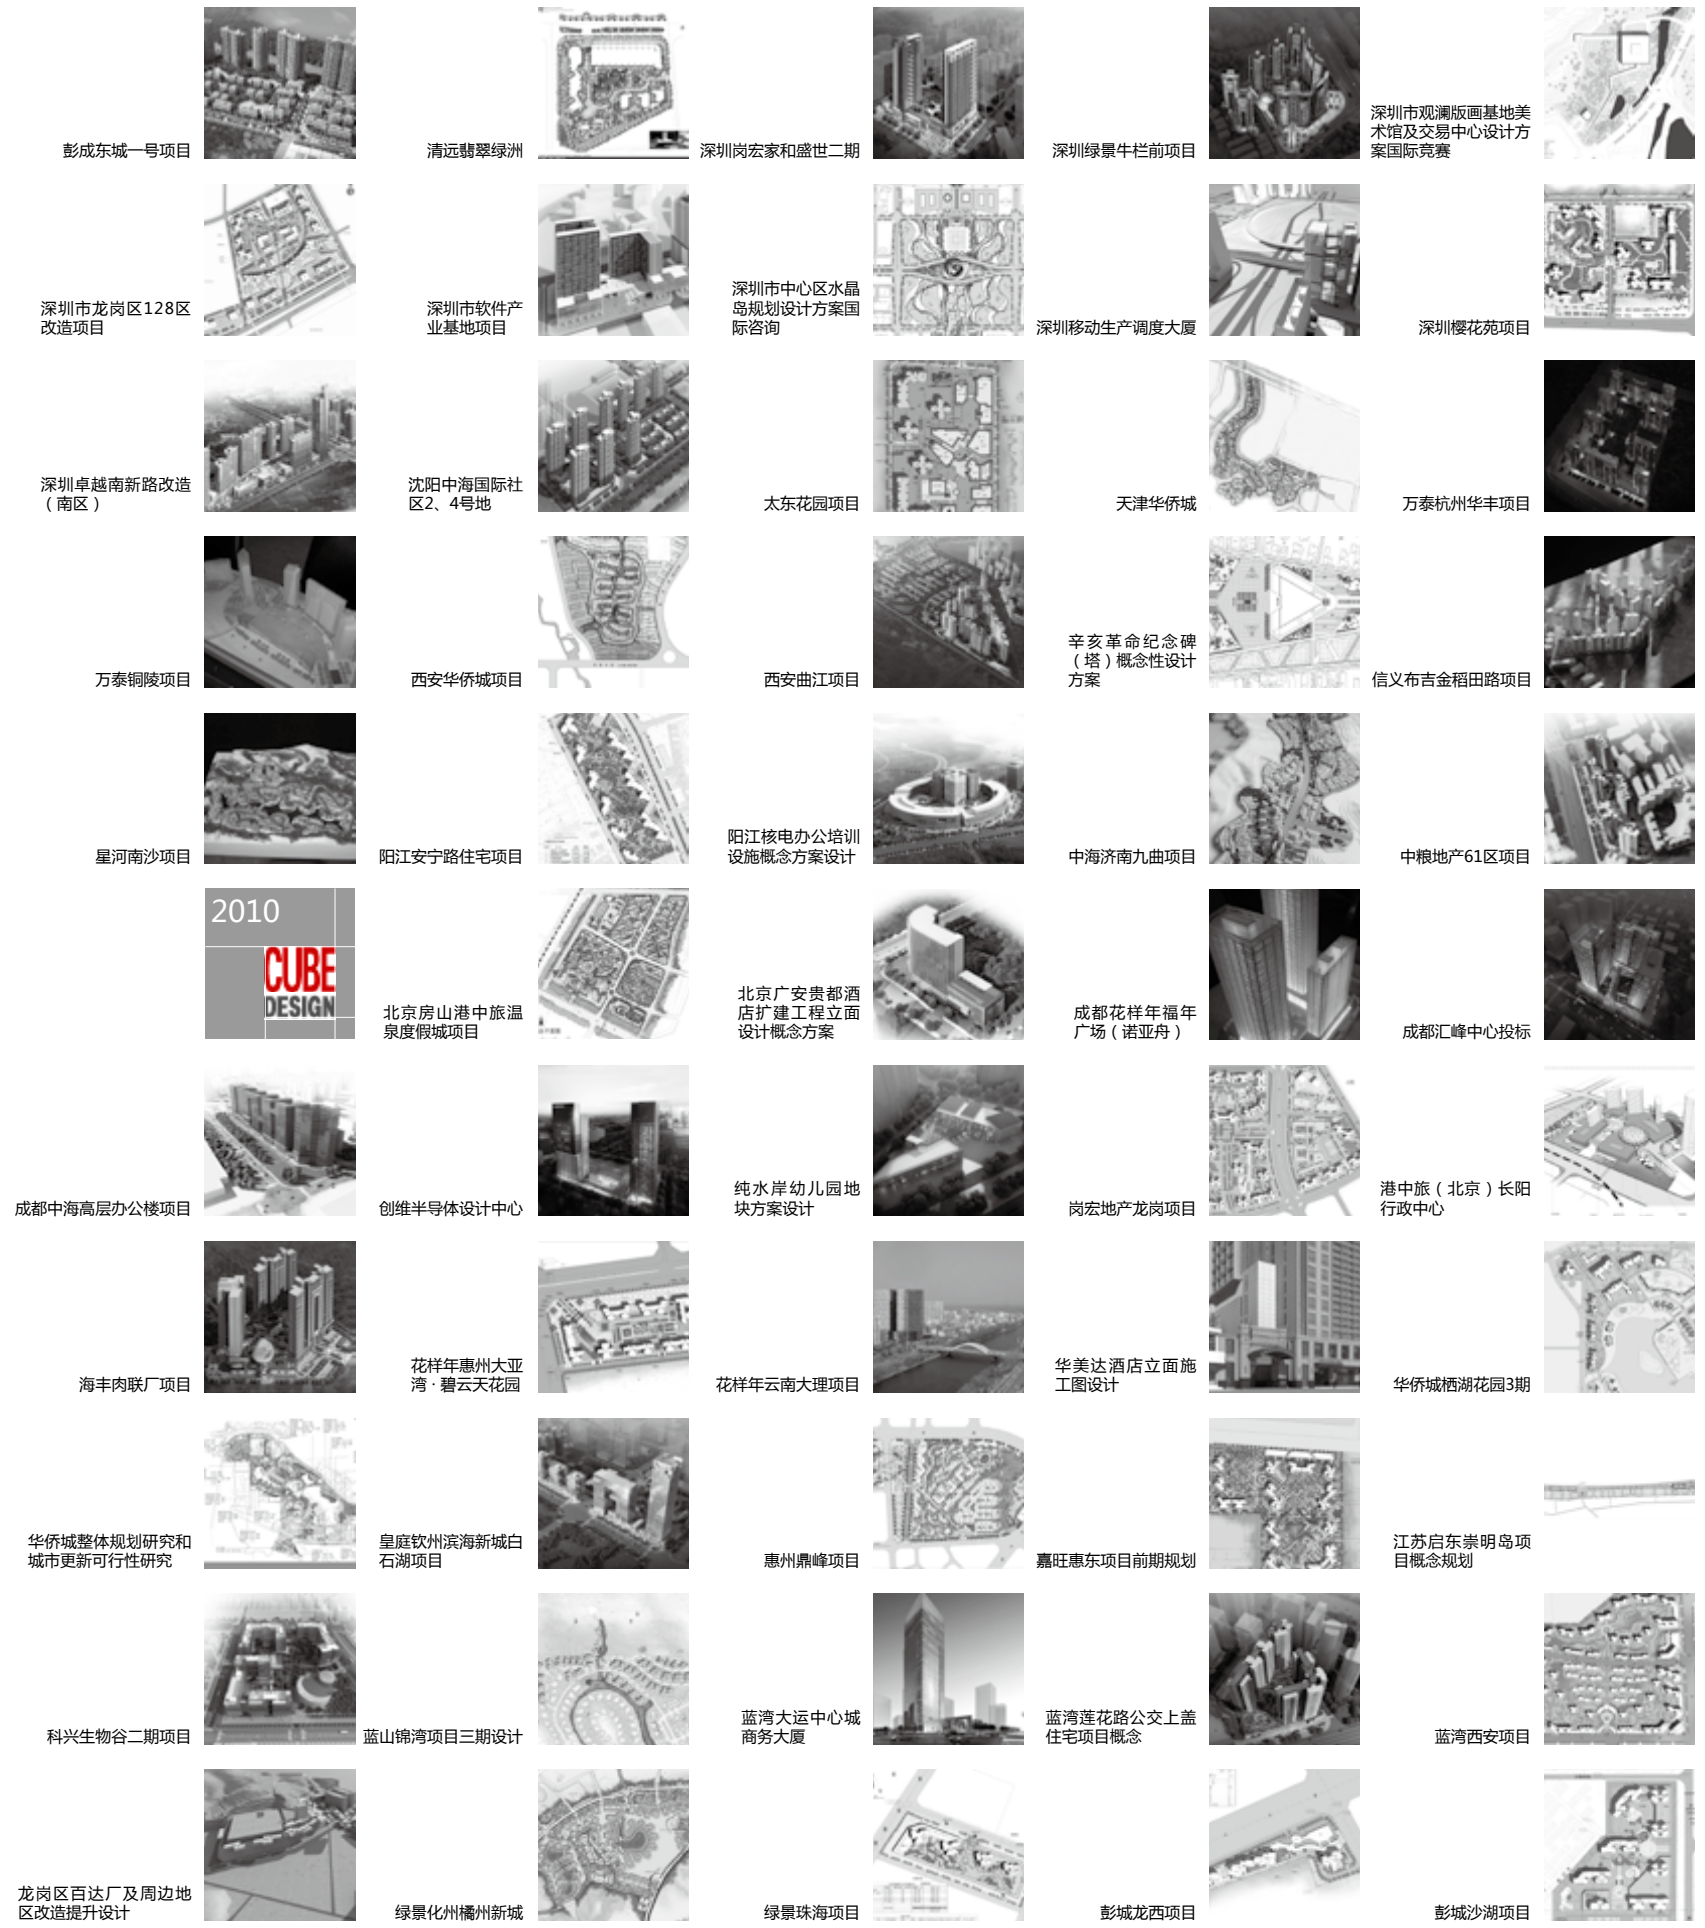 彭成东城一号项目
清远翡翠绿洲
深圳岗宏家和盛世二期
深圳绿景牛栏前项目
深圳市观澜版画基地美
术馆及交易中心设计方
案国际竞赛
深圳市龙岗区128区
改造项目
深圳市软件产
业基地项目
深圳市中心区水晶
岛规划设计方案国
际咨询
深圳移动生产调度大厦
深圳樱花苑项目
深圳卓越南新路改造
（南区）
沈阳中海国际社
区2、4号地
太东花园项目
天津华侨城
万泰杭州华丰项目
万泰铜陵项目
西安华侨城项目
西安曲江项目
辛亥革命纪念碑
（塔）概念性设计
方案
信义布吉金稻田路项目
星河南沙项目
阳江安宁路住宅项目
阳江核电办公培训
设施概念方案设计
中海济南九曲项目
中粮地产61区项目
2010
CUBE
DESIGN
北京房山港中旅温
泉度假城项目
北京广安贵都酒
店扩建工程立面
设计概念方案
成都花样年福年
广场（诺亚舟）
成都汇峰中心投标
成都中海高层办公楼项目
创维半导体设计中心
纯水岸幼儿园地
块方案设计
岗宏地产龙岗项目
港中旅（北京）长阳
行政中心
海丰肉联厂项目
花样年惠州大亚
湾·碧云天花园
花样年云南大理项目
华美达酒店立面施
工图设计
华侨城栖湖花园3期
华侨城整体规划研究和
城市更新可行性研究
皇庭钦州滨海新城白
石湖项目
惠州鼎峰项目
嘉旺惠东项目前期规划
江苏启东崇明岛项
目概念规划
科兴生物谷二期项目
蓝山锦湾项目三期设计
蓝湾大运中心城
商务大厦
蓝湾莲花路公交上盖
住宅项目概念
蓝湾西安项目
龙岗区百达厂及周边地
区改造提升设计
绿景化州橘州新城
绿景珠海项目
彭城龙西项目
彭城沙湖项目